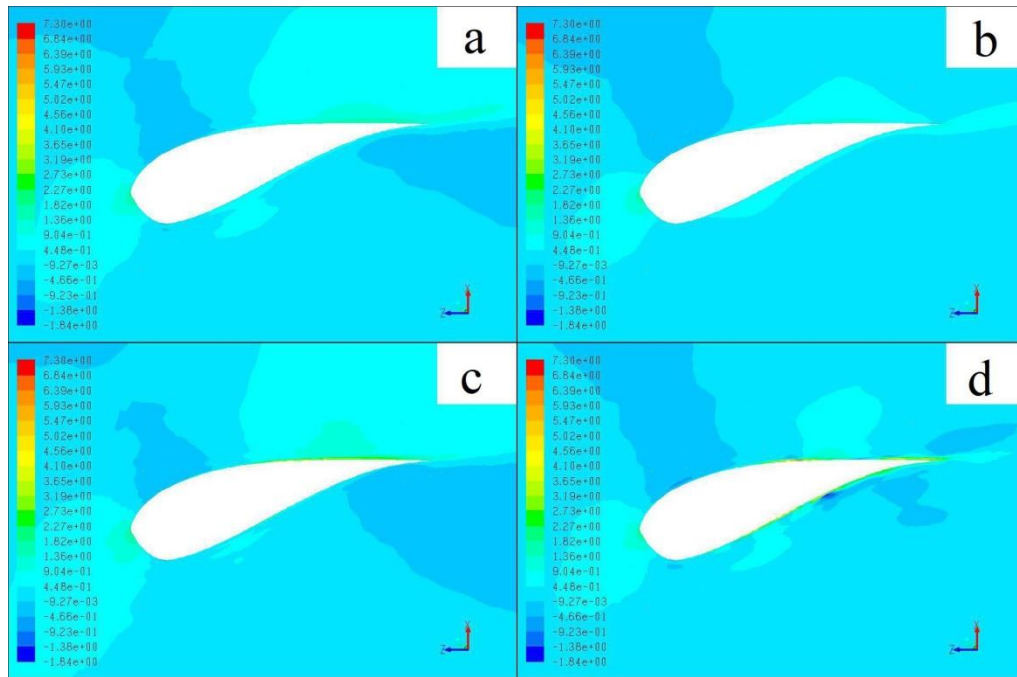 a
7.30e+00
6.84e+00
6.39e+00
5.93e+00
5.47e+00
5.02e+00
4.56e+00
4.10e+00
3.65e+00
3.19e+00
2.73e+00
2.27e+00
1.82e+00
1.36e+00
9.04e-01
4.48e-01
-9.27e-03
-4.66e-01
-9.23e-01
-1.38e+00
-1.84e+00
X
Z
b
7.30e+00
6.84e+00
6.39e+00
5.93e+00
5.47e+00
5.02e+00
4.56e+00
4.10e+00
3.65e+00
3.19e+00
2.73e+00
2.27e+00
1.82e+00
1.36e+00
9.04e-01
4.48e-01
-9.27e-03
-4.66e-01
-9.23e-01
-1.38e+00
-1.84e+00
X
Z
c
7.30e+00
6.84e+00
6.39e+00
5.93e+00
5.47e+00
5.02e+00
4.56e+00
4.10e+00
3.65e+00
3.19e+00
2.73e+00
2.27e+00
1.82e+00
1.36e+00
9.04e-01
4.48e-01
-9.27e-03
-4.66e-01
-9.23e-01
-1.38e+00
-1.84e+00
X
Z
d
7.30e+00
6.84e+00
6.39e+00
5.93e+00
5.47e+00
5.02e+00
4.56e+00
4.10e+00
3.65e+00
3.19e+00
2.73e+00
2.27e+00
1.82e+00
1.36e+00
9.04e-01
4.48e-01
-9.27e-03
-4.66e-01
-9.23e-01
-1.38e+00
-1.84e+00
X
Z